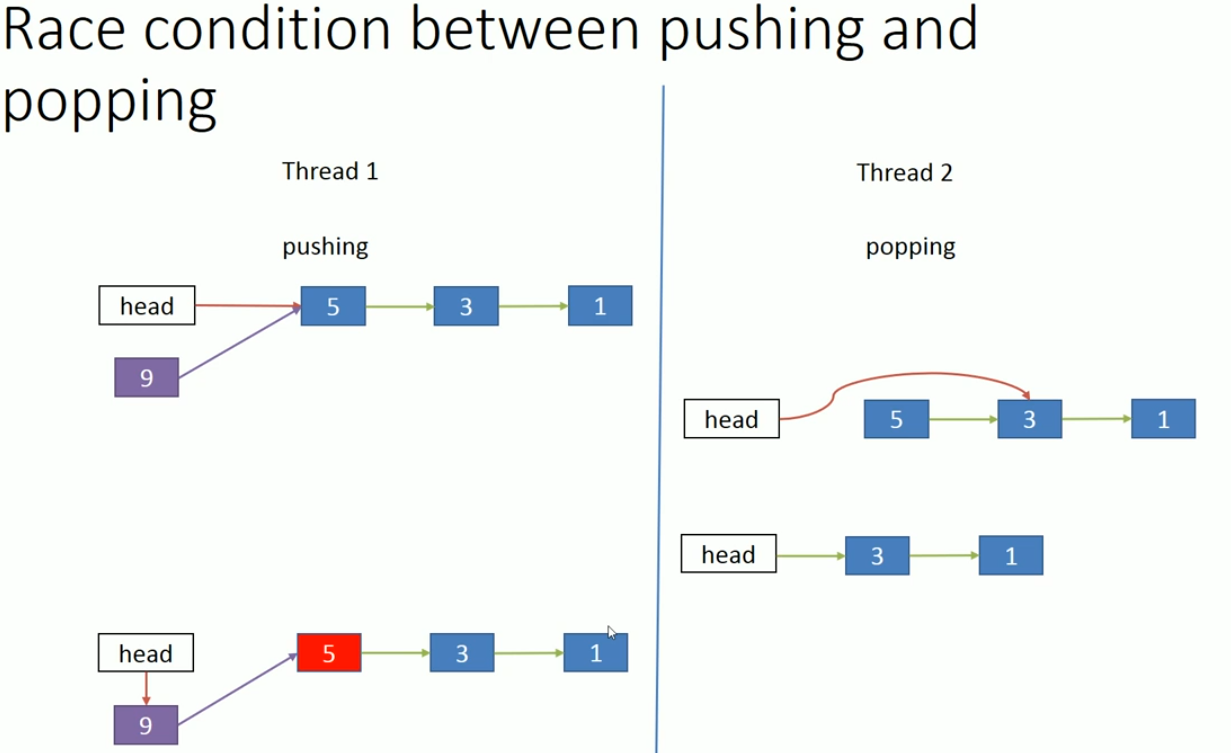 Race condition between pushing and
popping
Thread 1
pushing
head 5 3 1
9
head 5 3 1
9
Thread 2
popping
head 5 3 1
head 3 1